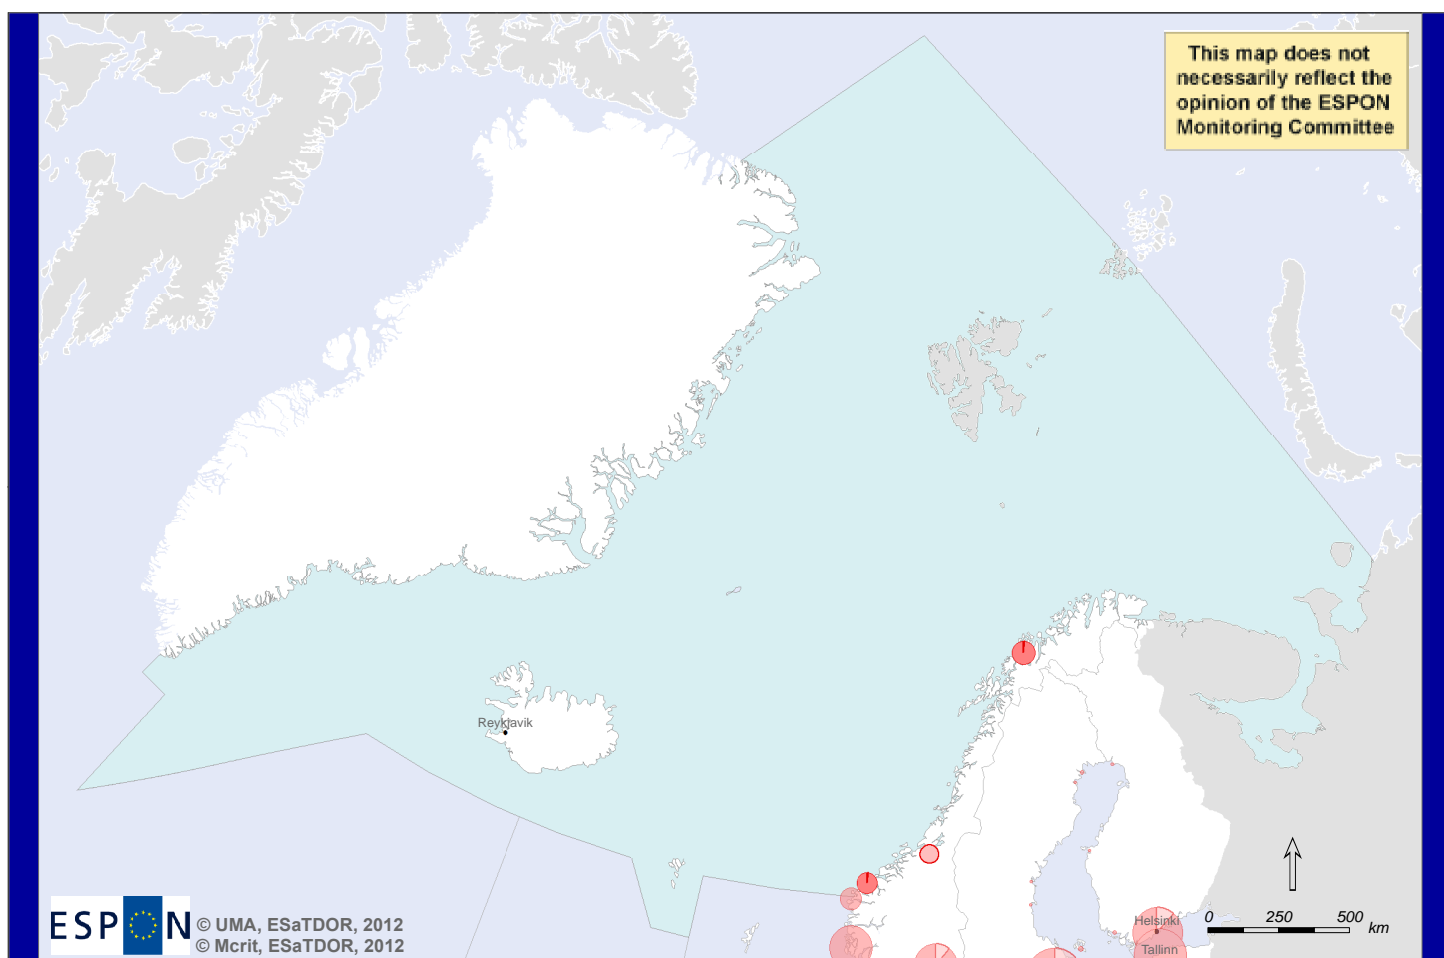 This map does not
necessarily reflect the
opinion of the ESPON
Monitoring Committee
Reykjavik
Helsinki
Tallinn
0 250 500
km
ESPON
© UMA, ESaTDOR, 2012
© Mcrit, ESaTDOR, 2012